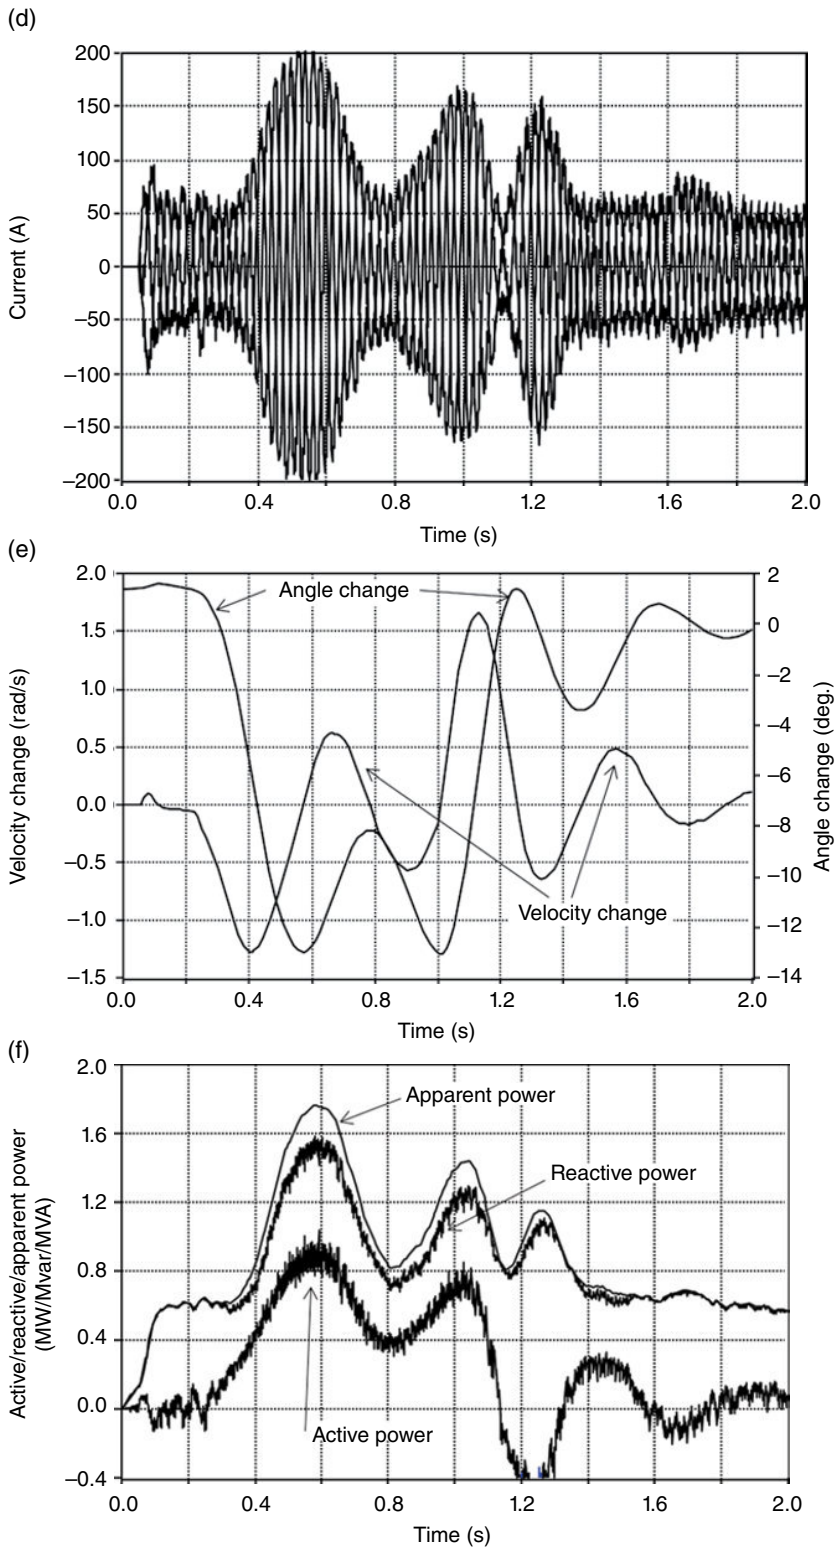 (d)
200
150
100
50
0
–50
–100
–150
–200
Current (A)
0.0 0.4 0.8 1.2 1.6 2.0
Time (s)
(e)
2.0
1.5
1.0
0.5
0.0
–0.5
–1.0
–1.5
Velocity change (rad/s)
Angle change
Velocity change
2
0
–2
–4
–6
–8
–10
–12
–14
Angle change (deg.)
0.0 0.4 0.8 1.2 1.6 2.0
Time (s)
(f)
2.0
1.6
1.2
0.8
0.4
0.0
–0.4
Active/reactive/apparent power
(MW/Mvar/MVA)
Apparent power
Reactive power
Active power
0.0 0.4 0.8 1.2 1.6 2.0
Time (s)